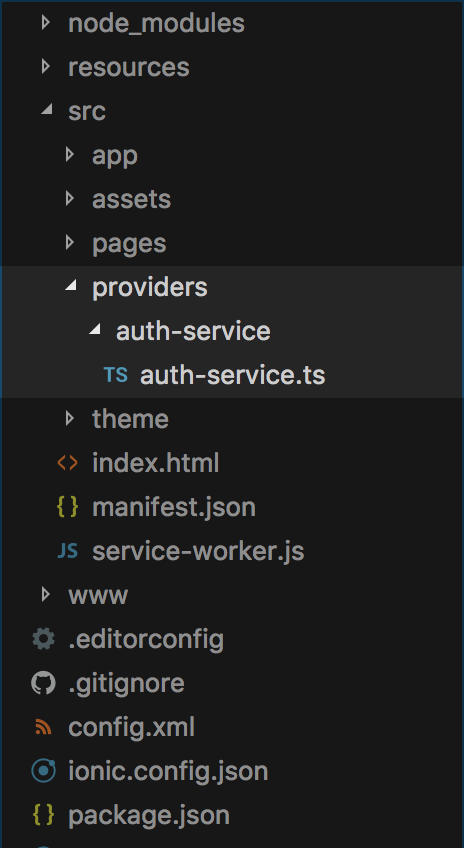 node_modules
resources
src
app
assets
pages
providers
auth-service
TS auth-service.ts
theme
<> index.html
{} manifest.json
JS service-worker.js
www
.editorconfig
.gitignore
config.xml
ionic.config.json
{} package.json